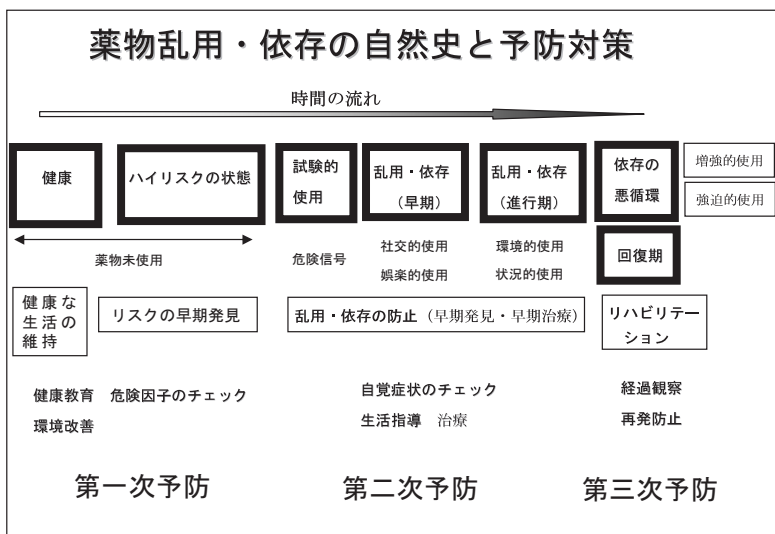 薬物乱用・依存の自然史と予防対策
時間の流れ
健康
ハイリスクの状態
試験的
使用
乱用・依存
(早期)
乱用・依存
(進行期)
依存の
悪循環
増強的使用
強迫的使用
薬物未使用
危険信号
社交的使用
娯楽的使用
環境的使用
状況的使用
回復期
健康な
生活の
維持
リスクの早期発見
乱用・依存の防止(早期発見・早期治療)
リハビリテー
ション
健康教育 危険因子のチェック
環境改善
自覚症状のチェック
生活指導 治療
経過観察
再発防止
第一次予防
第二次予防
第三次予防